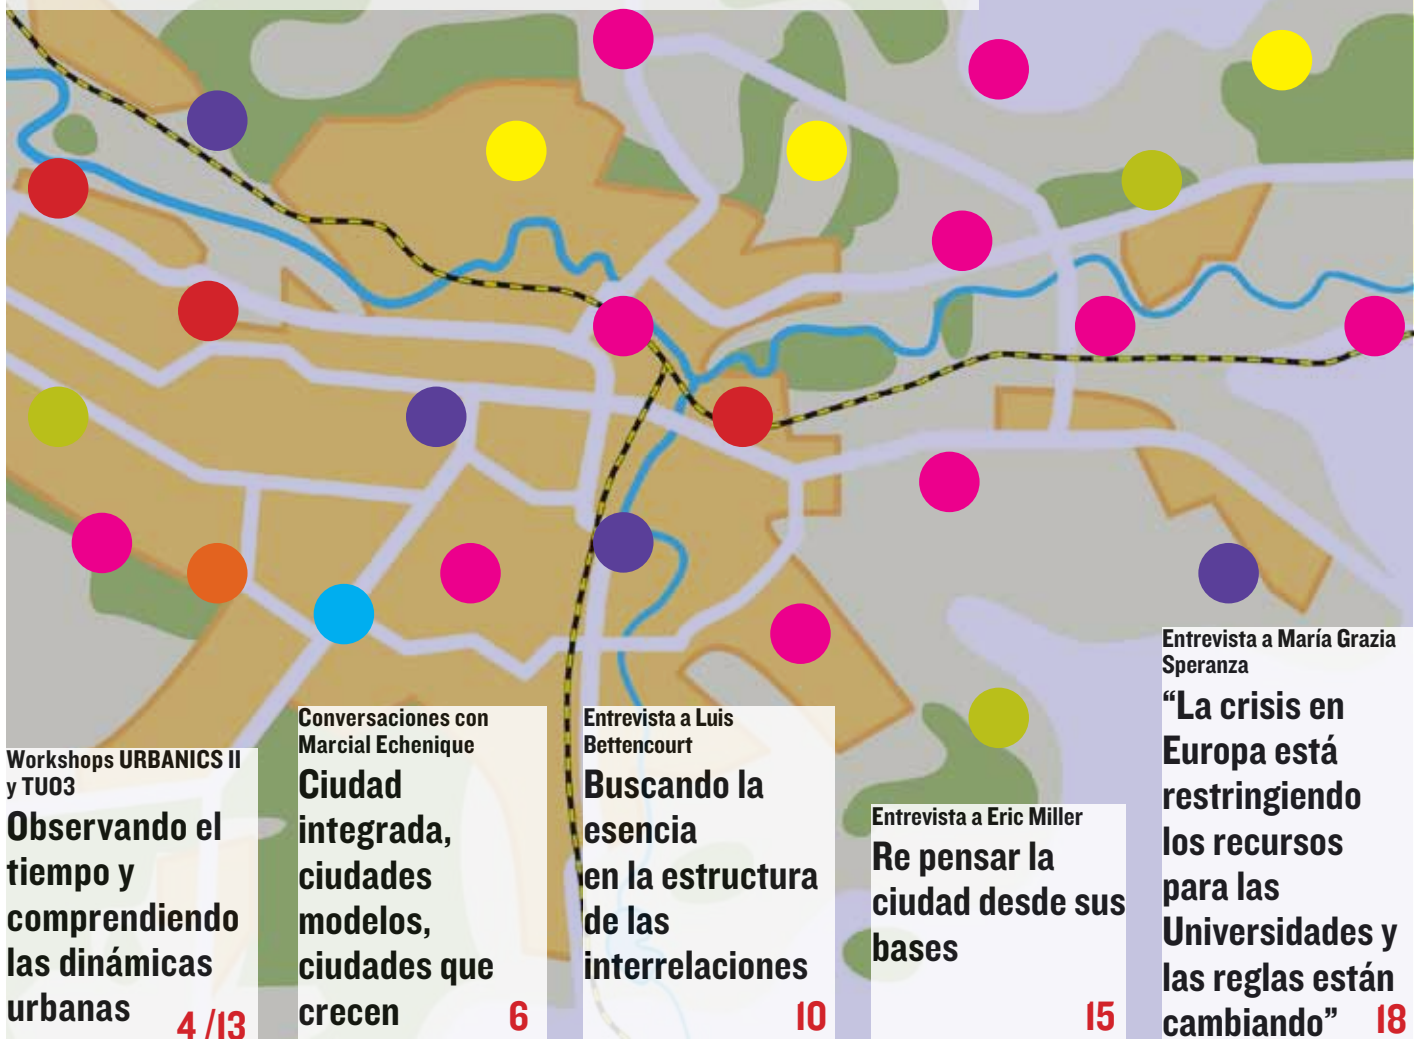 Workshops URBANICS II
y TU03
Observando el
tiempo y
comprendiendo
las dinámicas
urbanas
4 /13
Conversaciones con
Marcial Echenique
Ciudad
integrada,
ciudades
modelos,
ciudades que
crecen
6
Entrevista a Luis
Bettencourt
Buscando la
esencia
en la estructura
de las
interrelaciones
10
Entrevista a Eric Miller
Re pensar la
ciudad desde sus
bases
15
Entrevista a María Grazia
Speranza
“La crisis en
Europa está
restringiendo
los recursos
para las
Universidades y
las reglas están
cambiando”
18